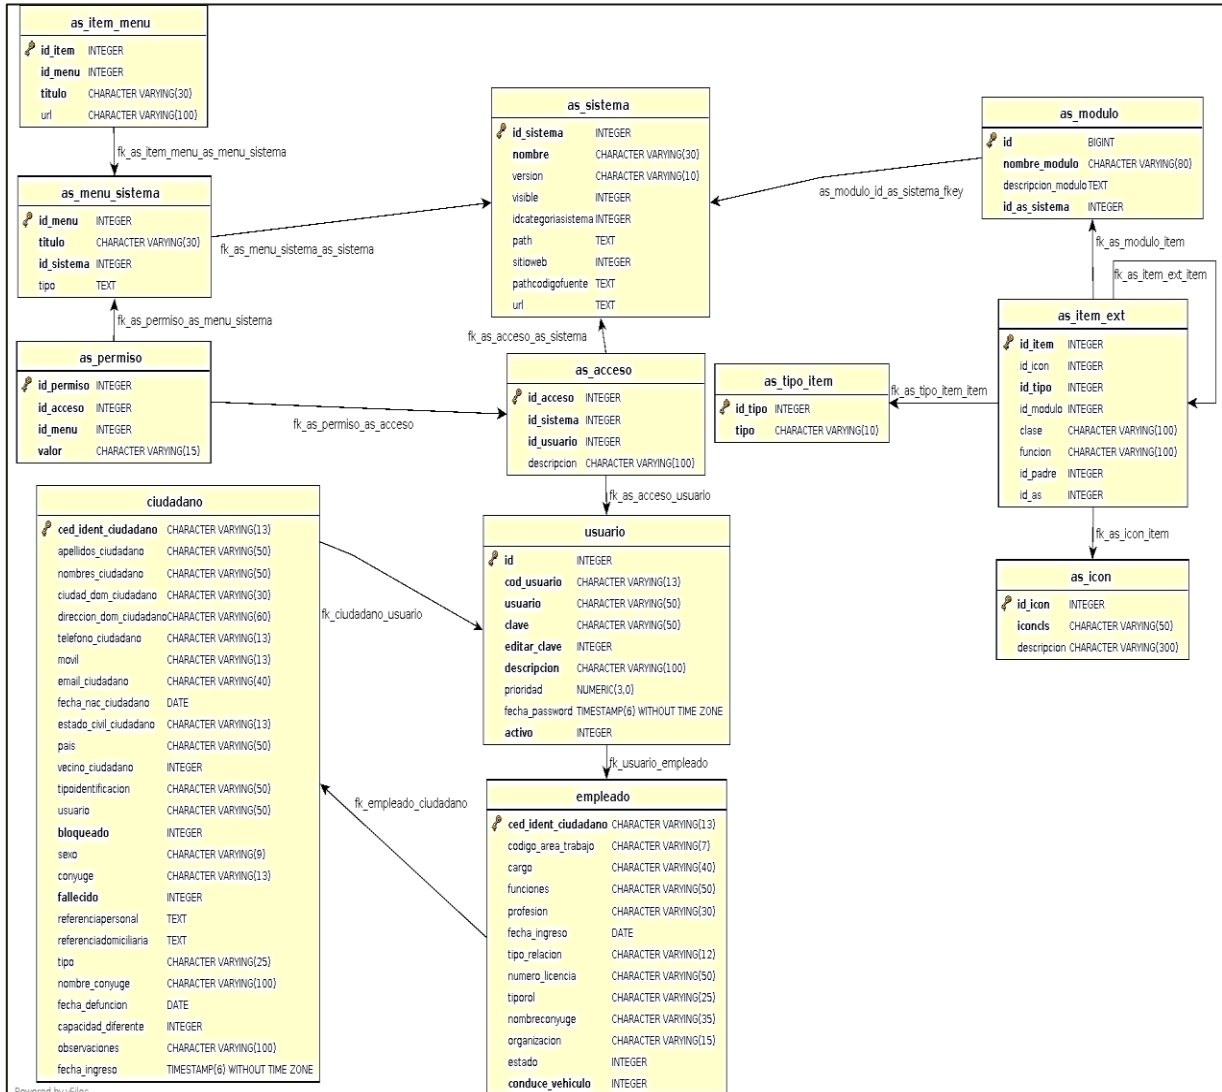 as_item_menu
id_item INTEGER
id_menu INTEGER
titulo CHARACTER VARYING(30)
url CHARACTER VARYING(100)
fk_as_item_menu_as_menu_sistema
as_menu_sistema
id_menu INTEGER
titulo CHARACTER VARYING(30)
id_sistema INTEGER
tipo TEXT
fk_as_menu_sistema_as_sistema
fk_as_permiso_as_menu_sistema
as_permiso
id_permiso INTEGER
id_acceso INTEGER
id_menu INTEGER
valor CHARACTER VARYING(15)
fk_as_permiso_as_acceso
as_sistema
id_sistema INTEGER
nombre CHARACTER VARYING(30)
version CHARACTER VARYING(10)
visible INTEGER
idcategoriasistema INTEGER
path TEXT
sitioweb INTEGER
pathcodigofuente TEXT
url TEXT
fk_as_acceso_as_sistema
as_acceso
id_acceso INTEGER
id_sistema INTEGER
id_usuario INTEGER
descripcion CHARACTER VARYING(100)
fk_as_acceso_usuario
as_modulo
id BIGINT
nombre_modulo CHARACTER VARYING(80)
descripcion_modulo TEXT
id_as_sistema INTEGER
as_modulo_id_as_sistema_fkey
fk_as_modulo_item
fk_as_item_ext_item
as_item_ext
id_item INTEGER
id_icon INTEGER
id_tipo INTEGER
id_modulo INTEGER
clase CHARACTER VARYING(100)
funcion CHARACTER VARYING(100)
id_padre INTEGER
id_as INTEGER
as_tipo_item
id_tipo INTEGER
tipo CHARACTER VARYING(10)
fk_as_tipo_item_item
fk_as_icon_item
as_icon
id_icon INTEGER
iconcls CHARACTER VARYING(50)
descripcion CHARACTER VARYING(300)
ciudadano
ced_ident_ciudadano CHARACTER VARYING(13)
apellidos_ciudadano CHARACTER VARYING(50)
nombres_ciudadano CHARACTER VARYING(50)
ciudad_dom_ciudadano CHARACTER VARYING(30)
direccion_dom_ciudadano CHARACTER VARYING(60)
telefono_ciudadano CHARACTER VARYING(13)
movil CHARACTER VARYING(13)
email_ciudadano CHARACTER VARYING(40)
fecha_nac_ciudadano DATE
estado_civil_ciudadano CHARACTER VARYING(13)
pais CHARACTER VARYING(50)
vecino_ciudadano INTEGER
tipoidentificacion CHARACTER VARYING(50)
usuario CHARACTER VARYING(50)
bloqueado INTEGER
sexo CHARACTER VARYING(9)
conyuge CHARACTER VARYING(13)
fallecido INTEGER
referenciapersonal TEXT
referenciadomiciliaria TEXT
tipo CHARACTER VARYING(25)
nombre_conyuge CHARACTER VARYING(100)
fecha_defuncion DATE
capacidad_diferente INTEGER
observaciones CHARACTER VARYING(100)
fecha_ingreso TIMESTAMP(6) WITHOUT TIME ZONE
fk_ciudadano_usuario
usuario
id INTEGER
cod_usuario CHARACTER VARYING(13)
usuario CHARACTER VARYING(50)
clave CHARACTER VARYING(50)
editar_clave INTEGER
descripcion CHARACTER VARYING(100)
prioridad NUMERIC(3,0)
fecha_password TIMESTAMP(6) WITHOUT TIME ZONE
activo INTEGER
fk_usuario_empleado
fk_empleado_ciudadano
empleado
ced_ident_ciudadano CHARACTER VARYING(13)
codigo_area_trabajo CHARACTER VARYING(7)
cargo CHARACTER VARYING(40)
funciones CHARACTER VARYING(50)
profesion CHARACTER VARYING(30)
fecha_ingreso DATE
tipo_relacion CHARACTER VARYING(12)
numero_licencia CHARACTER VARYING(50)
tiporol CHARACTER VARYING(25)
nombreconyuge CHARACTER VARYING(35)
organizacion CHARACTER VARYING(15)
estado INTEGER
conduce_vehiculo INTEGER
Powered by yFiles